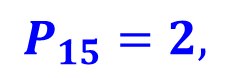 P₁₅ = 2,